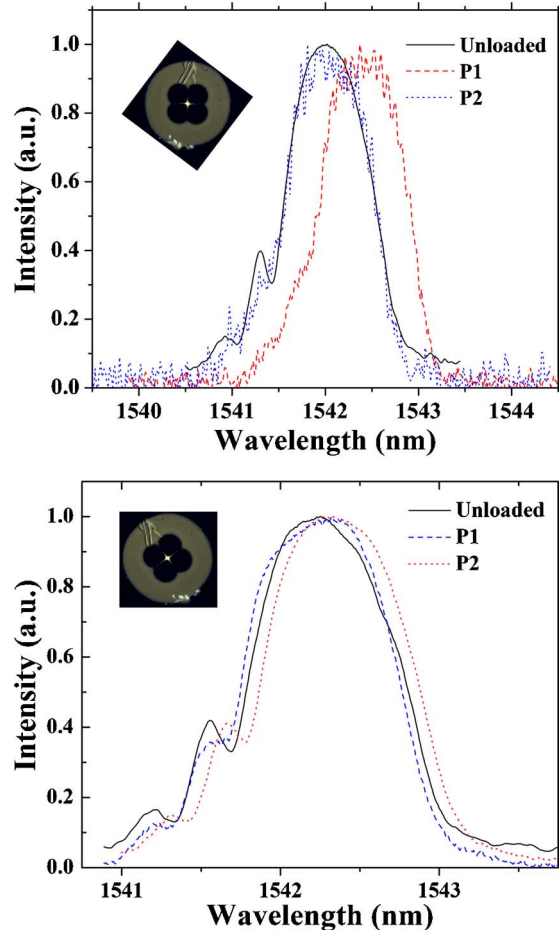 Unloaded
P1
P2
1.0
0.8
0.6
0.4
0.2
0.0
Intensity (a.u.)
1540 1541 1542 1543 1544
Wavelength (nm)
Unloaded
P1
P2
1.0
0.8
0.6
0.4
0.2
0.0
Intensity (a.u.)
1541 1542 1543
Wavelength (nm)